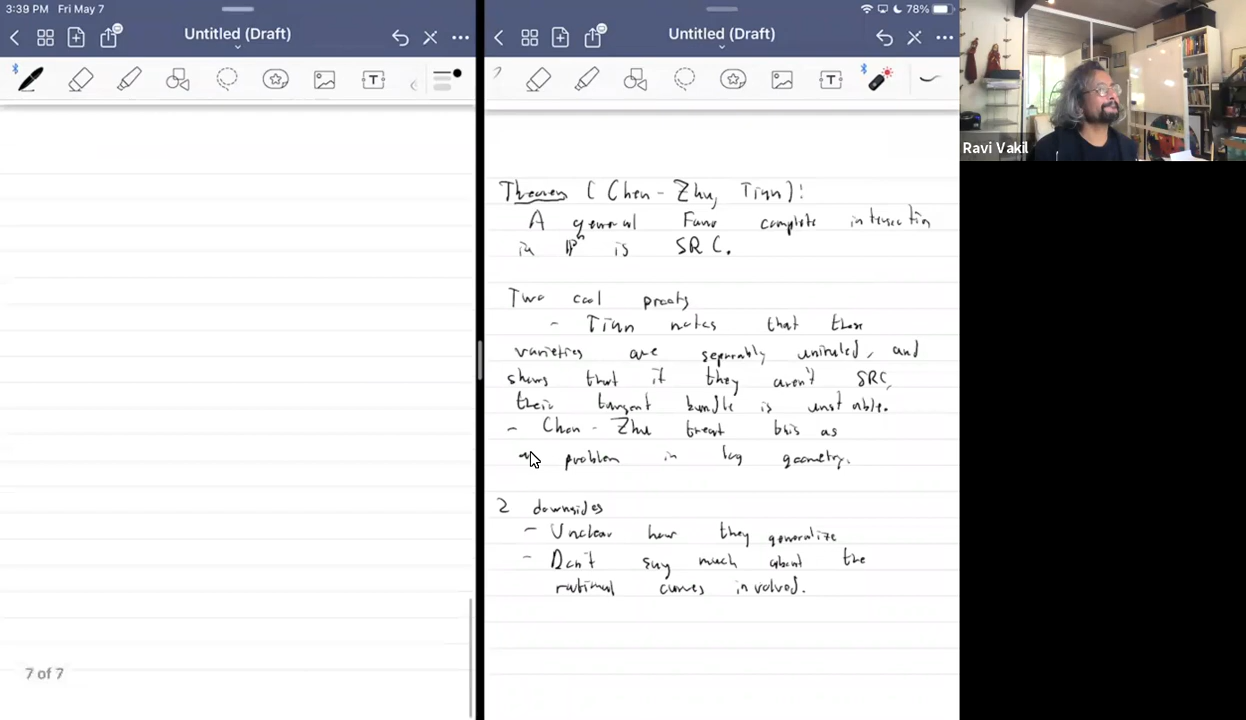 3:39 PM Fri May 7
78%
Untitled (Draft)
Untitled (Draft)
T
T
Ravi Vakil
Theorem (Chen-Zhu, Tian):
A general Fano complete intersection
in Pⁿ is SRC.
Two cool proofs
- Tian notes that these
varieties are separably uniruled, and
shows that if they aren't SRC,
their tangent bundle is unstable.
- Chen-Zhu treat this as
a problem in log geometry.
2 downsides
- Unclear how they generalize
- Don't say much about the
rational curves involved.
7 of 7